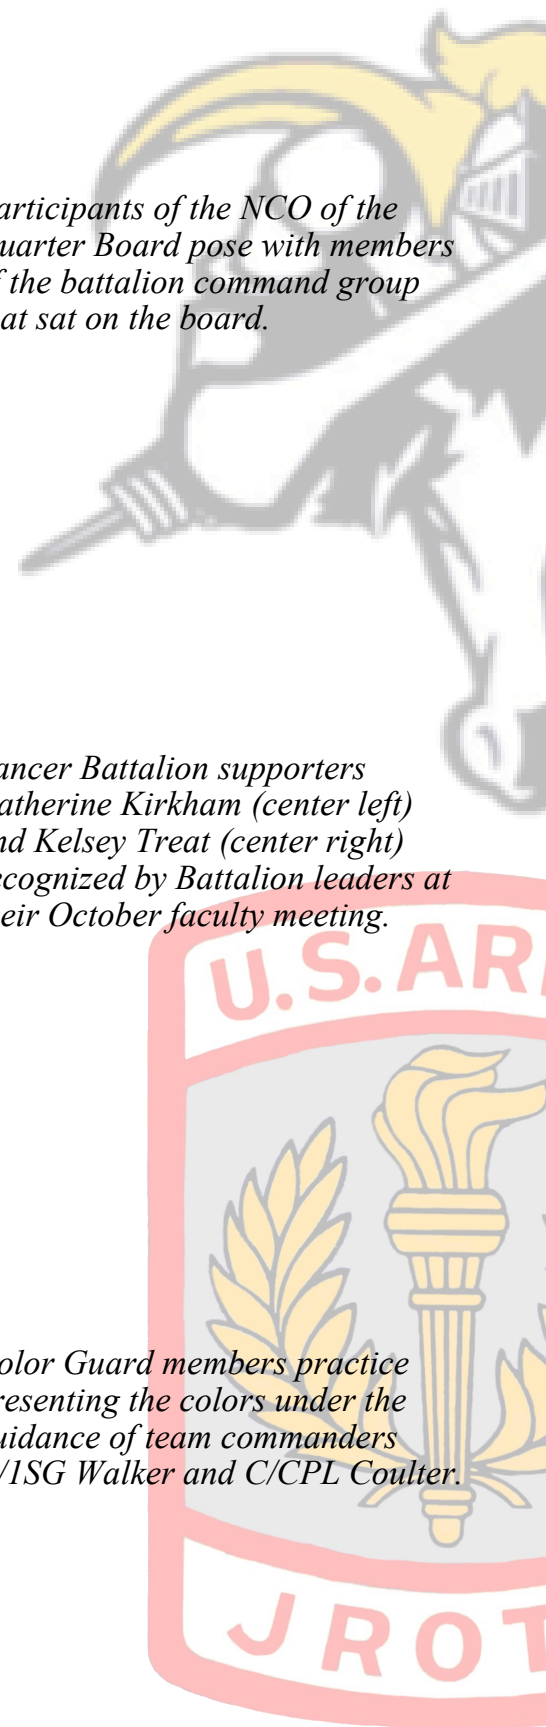 articipants of the NCO of the
uarter Board pose with members
f the battalion command group
at sat on the board.
ancer Battalion supporters
atherine Kirkham (center left)
nd Kelsey Treat (center right)
ecognized by Battalion leaders at
eir October faculty meeting.
U.S.AR
olor Guard members practice
resenting the colors under the
uidance of team commanders
/1SG Walker and C/CPL Coulter.
JROT